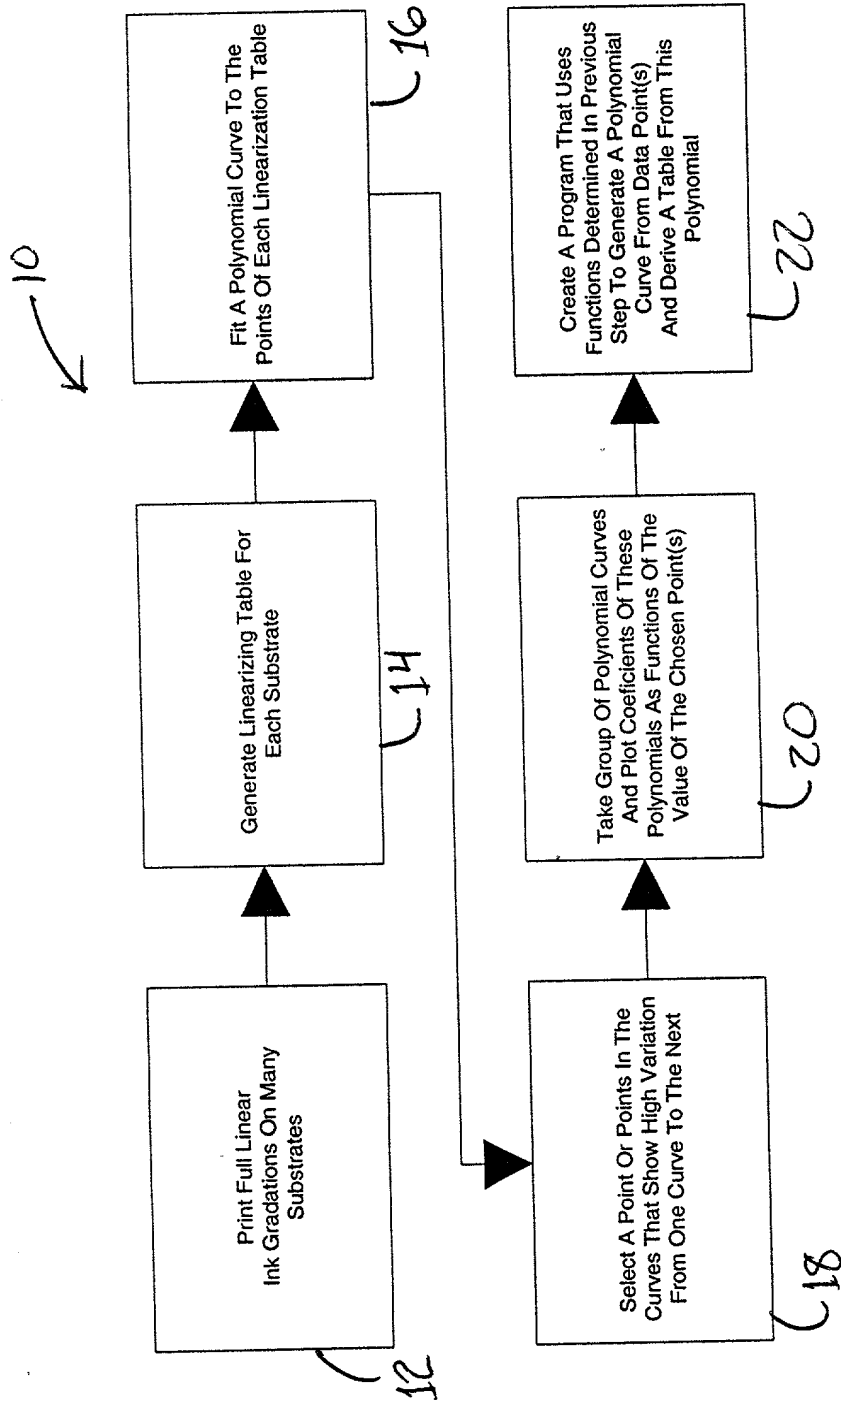 10
Print Full Linear
Ink Gradations On Many
Substrates
12
Generate Linearizing Table For
Each Substrate
14
Fit A Polynomial Curve To The
Points Of Each Linearization Table
16
Select A Point Or Points In The
Curves That Show High Variation
From One Curve To The Next
18
Take Group Of Polynomial Curves
And Plot Coeficients Of These
Polynomials As Functions Of The
Value Of The Chosen Point(s)
20
Create A Program That Uses
Functions Determined In Previous
Step To Generate A Polynomial
Curve From Data Point(s)
And Derive A Table From This
Polynomial
22